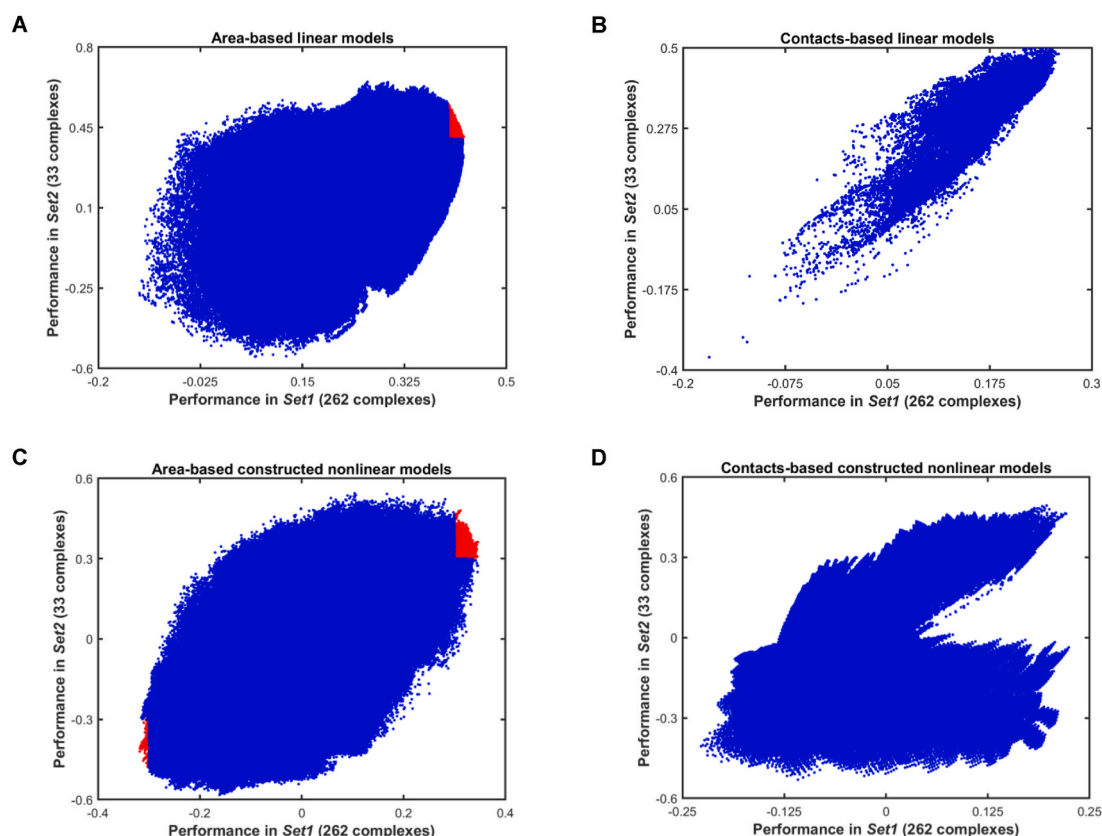 A
Area-based linear models
0.8
0.45
0.1
-0.25
-0.6
Performance in Set2 (33 complexes)
-0.2 -0.025 0.15 0.325 0.5
Performance in Set1 (262 complexes)
B
Contacts-based linear models
0.5
0.275
0.05
-0.175
-0.4
Performance in Set2 (33 complexes)
-0.2 -0.075 0.05 0.175 0.3
Performance in Set1 (262 complexes)
C
Area-based constructed nonlinear models
0.6
0.3
0
-0.3
-0.6
Performance in Set2 (33 complexes)
-0.4 -0.2 0 0.2 0.4
Performance in Set1 (262 complexes)
D
Contacts-based constructed nonlinear models
0.6
0.3
0
-0.3
-0.6
Performance in Set2 (33 complexes)
-0.25 -0.125 0 0.125 0.25
Performance in Set1 (262 complexes)